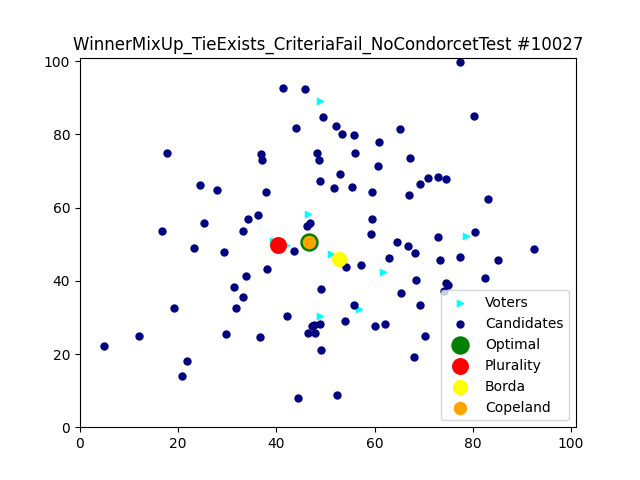 WinnerMixUp_TieExists_CriteriaFail_NoCondorcetTest #10027
100
80
60
40
20
0
Voters
Candidates
Optimal
Plurality
Borda
Copeland
0 20 40 60 80 100